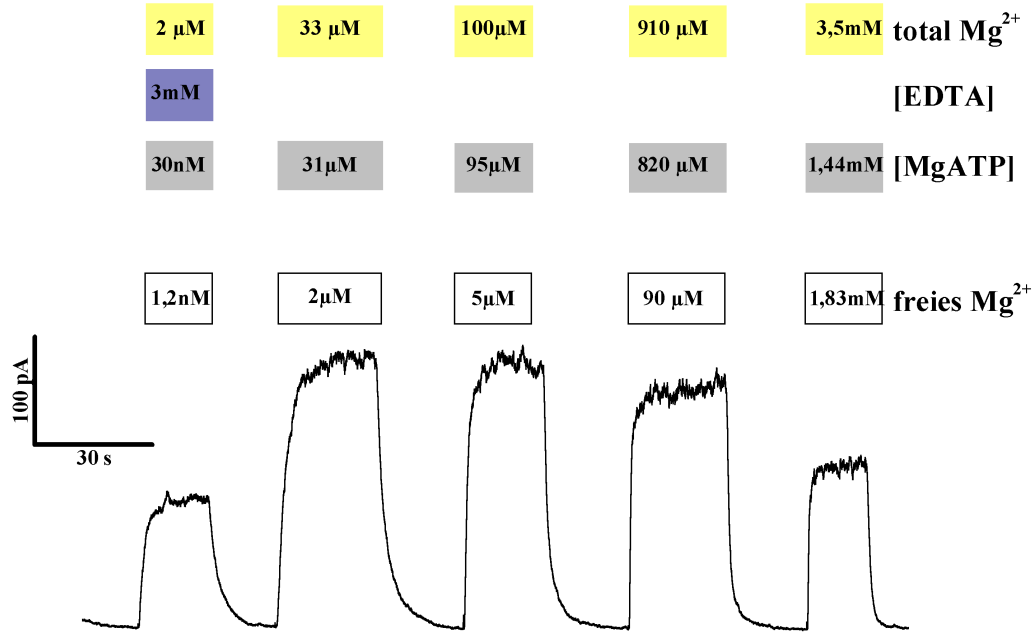 2 µM 33 µM 100µM 910 µM 3,5mM total Mg²⁺
3mM [EDTA]
30nM 31µM 95µM 820 µM 1,44mM [MgATP]
1,2nM 2µM 5µM 90 µM 1,83mM freies Mg²⁺
100 pA
30 s